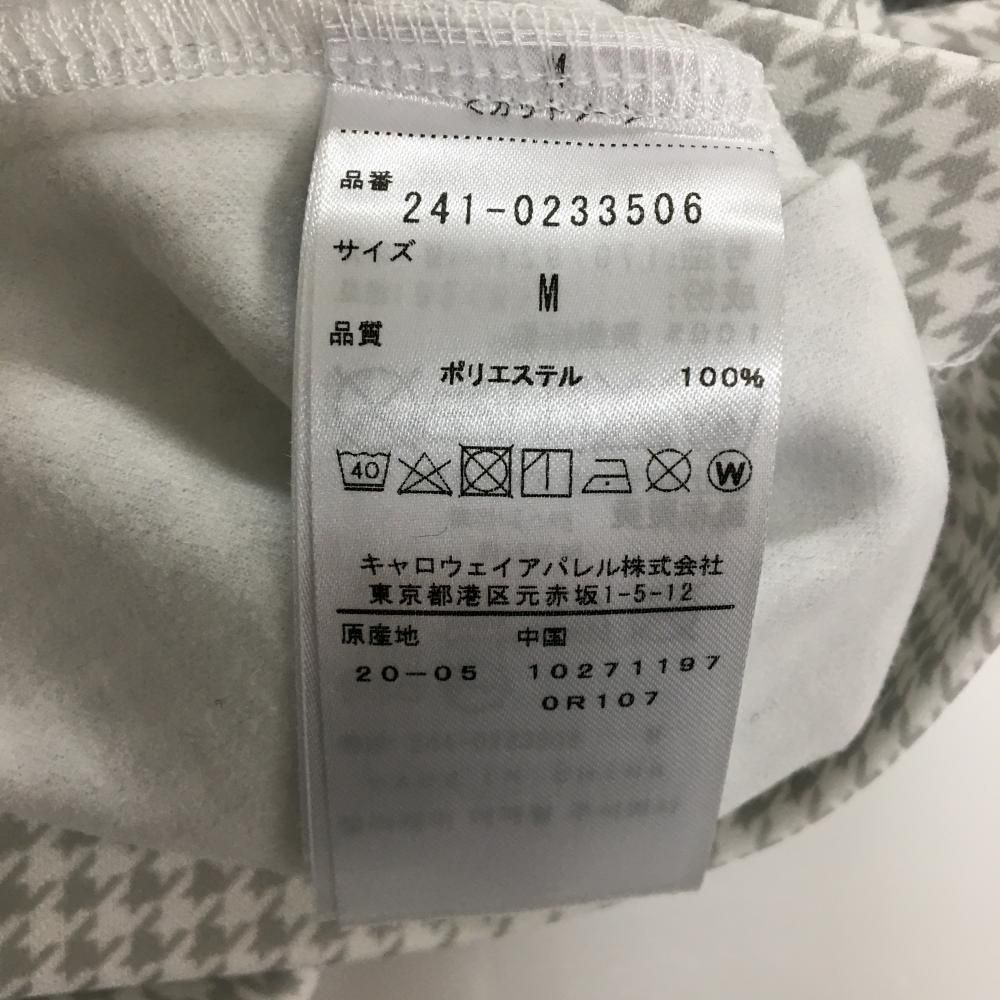 M
品番
241-0233506
サイズ
M
品質
ポリエステル 100%
40
W
キャロウェイアパレル株式会社
東京都港区元赤坂1-5-12
原産地 中国
20-05 10271197
0R107